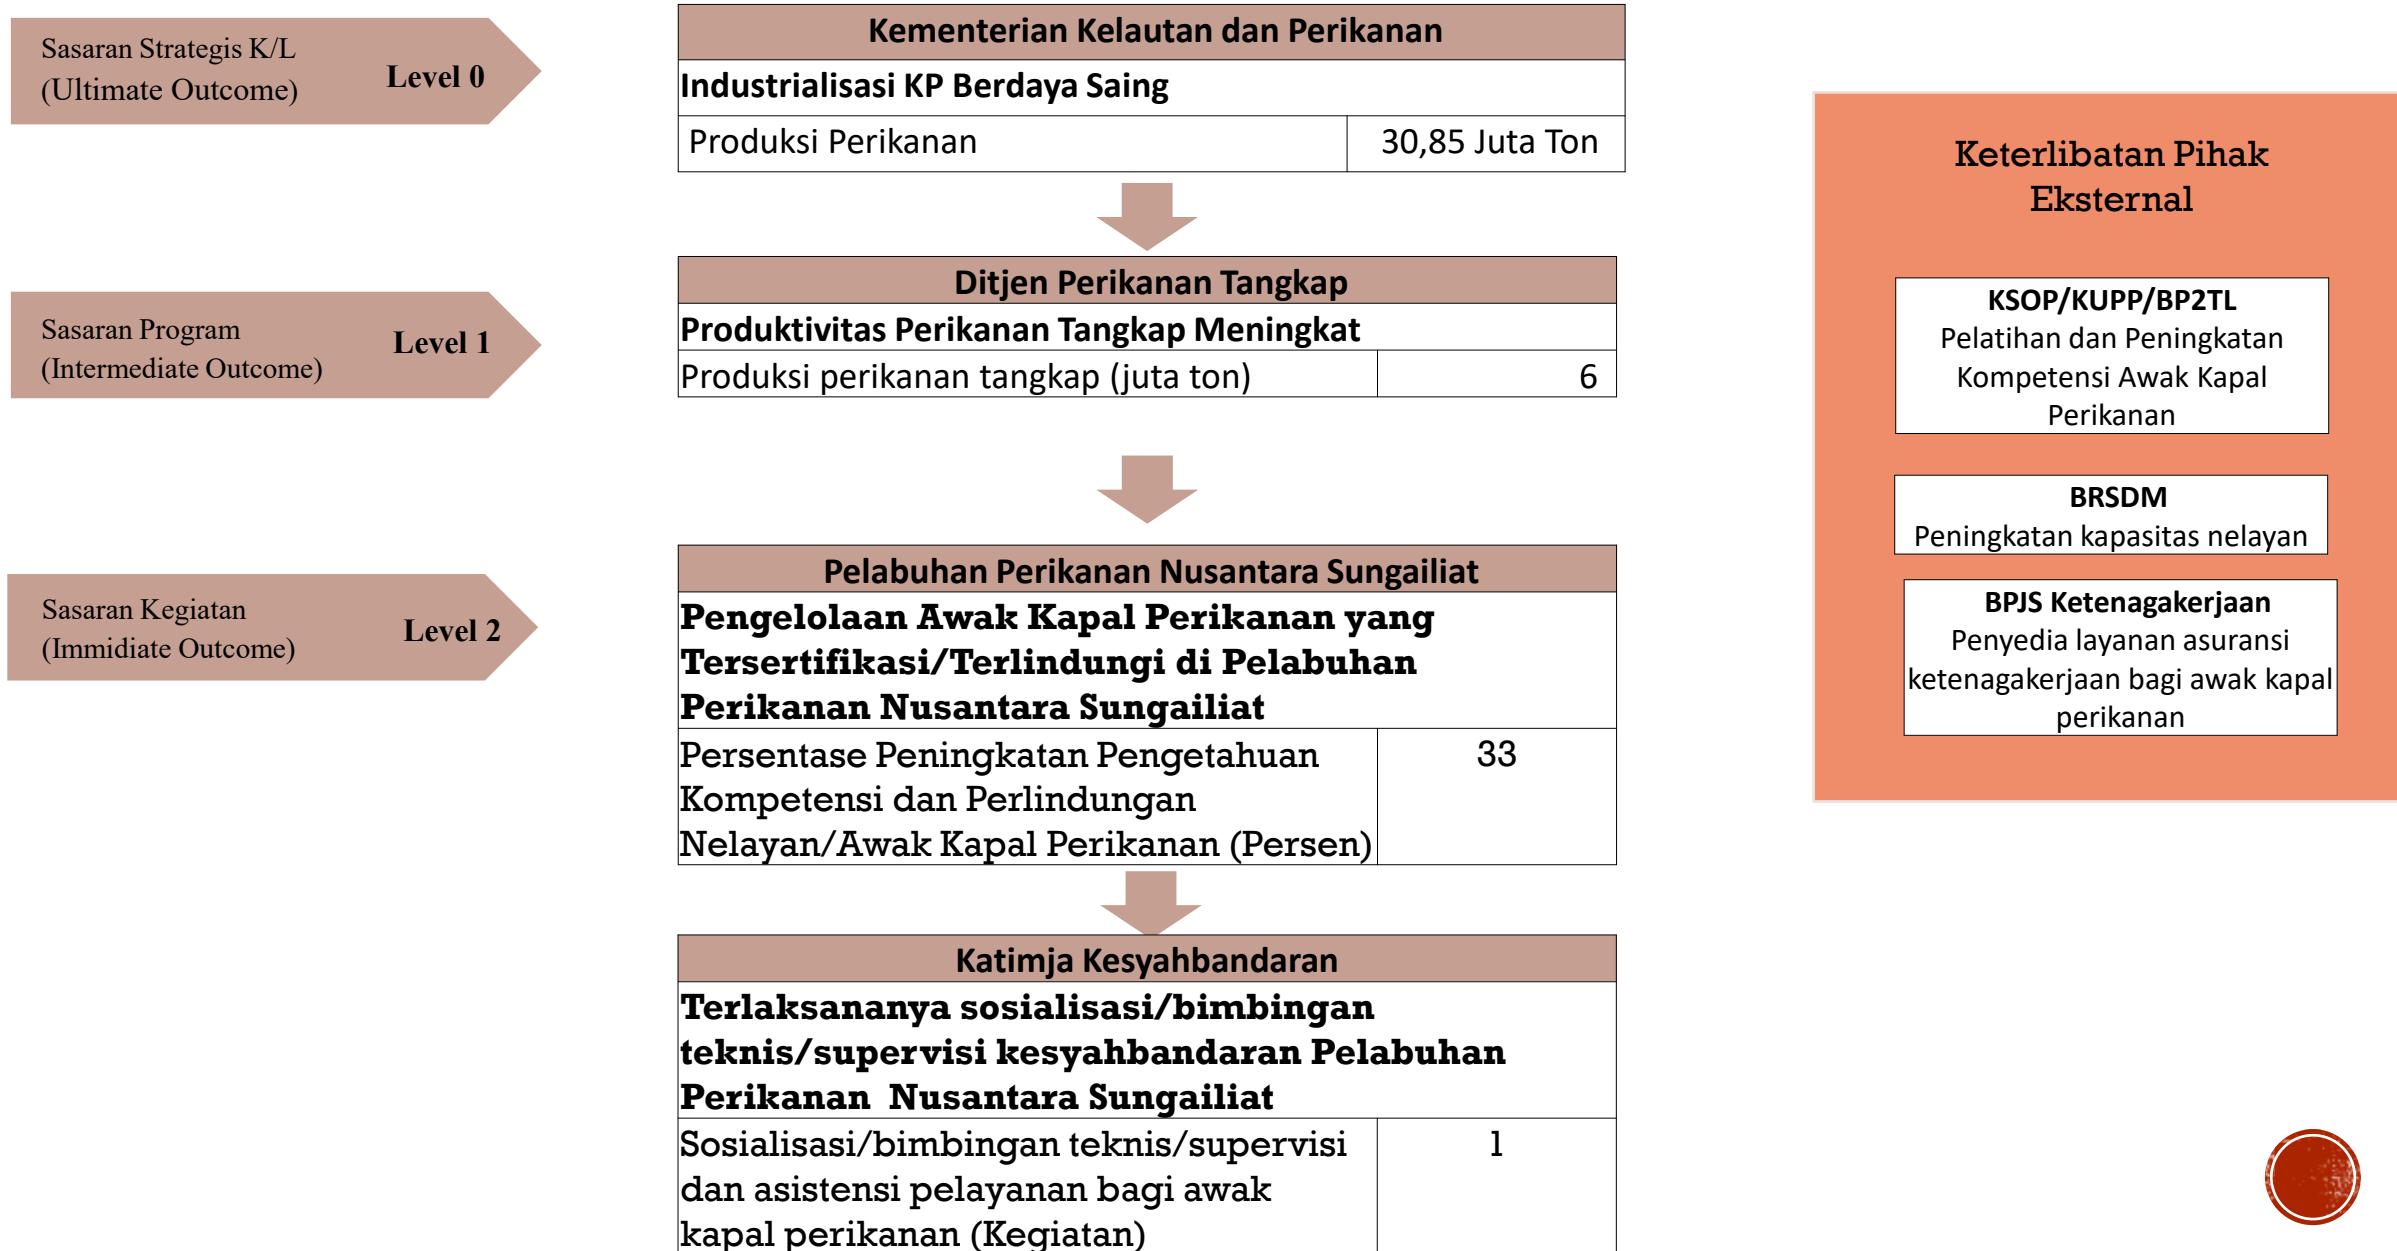 Sasaran Strategis K/L
(Ultimate Outcome)
Level 0
Kementerian Kelautan dan Perikanan
Industrialisasi KP Berdaya Saing
Produksi Perikanan
30,85 Juta Ton
Sasaran Program
(Intermediate Outcome)
Level 1
Ditjen Perikanan Tangkap
Produktivitas Perikanan Tangkap Meningkat
Produksi perikanan tangkap (juta ton)
6
Sasaran Kegiatan
(Immidiate Outcome)
Level 2
Pelabuhan Perikanan Nusantara Sungailiat
Pengelolaan Awak Kapal Perikanan yang
Tersertifikasi/Terlindungi di Pelabuhan
Perikanan Nusantara Sungailiat
Persentase Peningkatan Pengetahuan
Kompetensi dan Perlindungan
Nelayan/Awak Kapal Perikanan (Persen)
33
Katimja Kesyahbandaran
Terlaksananya sosialisasi/bimbingan
teknis/supervisi kesyahbandaran Pelabuhan
Perikanan  Nusantara Sungailiat
Sosialisasi/bimbingan teknis/supervisi
dan asistensi pelayanan bagi awak
kapal perikanan (Kegiatan)
1
Keterlibatan Pihak
Eksternal
KSOP/KUPP/BP2TL
Pelatihan dan Peningkatan
Kompetensi Awak Kapal
Perikanan
BRSDM
Peningkatan kapasitas nelayan
BPJS Ketenagakerjaan
Penyedia layanan asuransi
ketenagakerjaan bagi awak kapal
perikanan